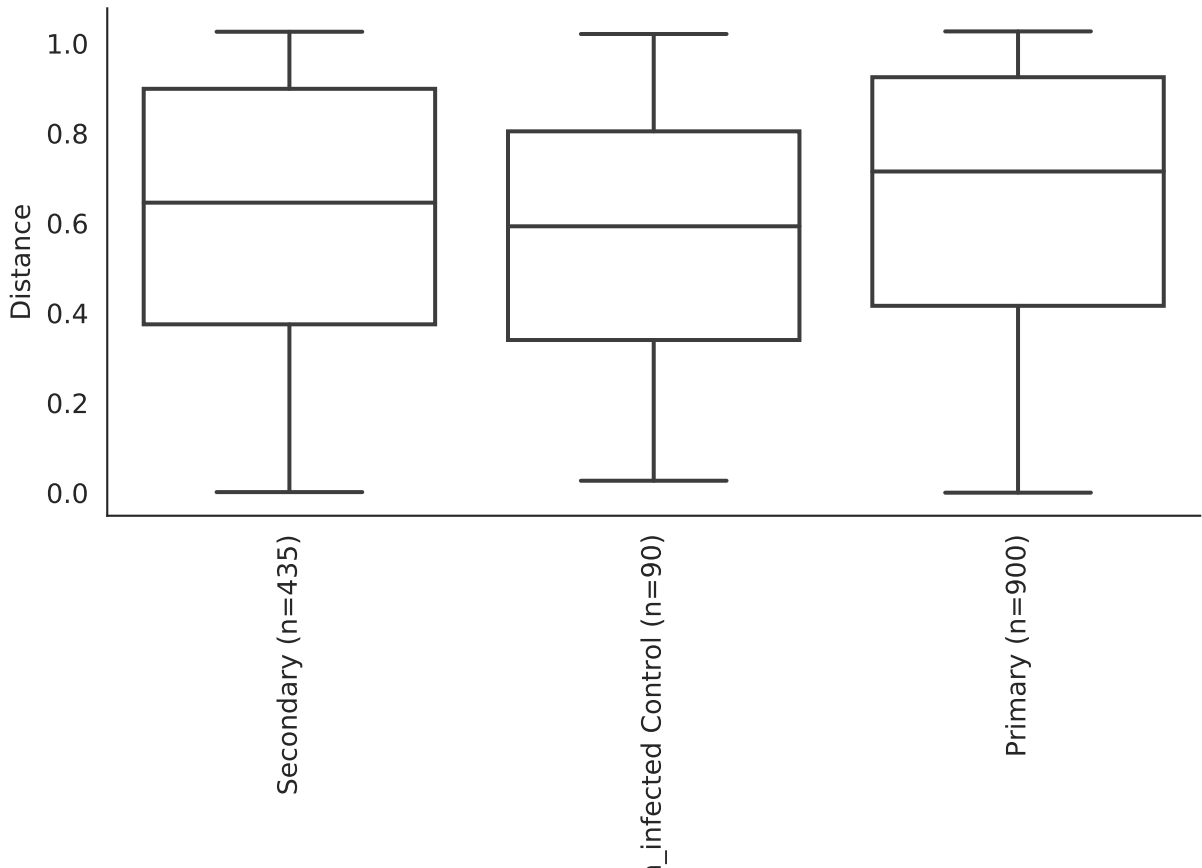 1.0
0.8
0.6
0.4
0.2
0.0
Distance
Secondary (n=435)
_infected Control (n=90)
Primary (n=900)